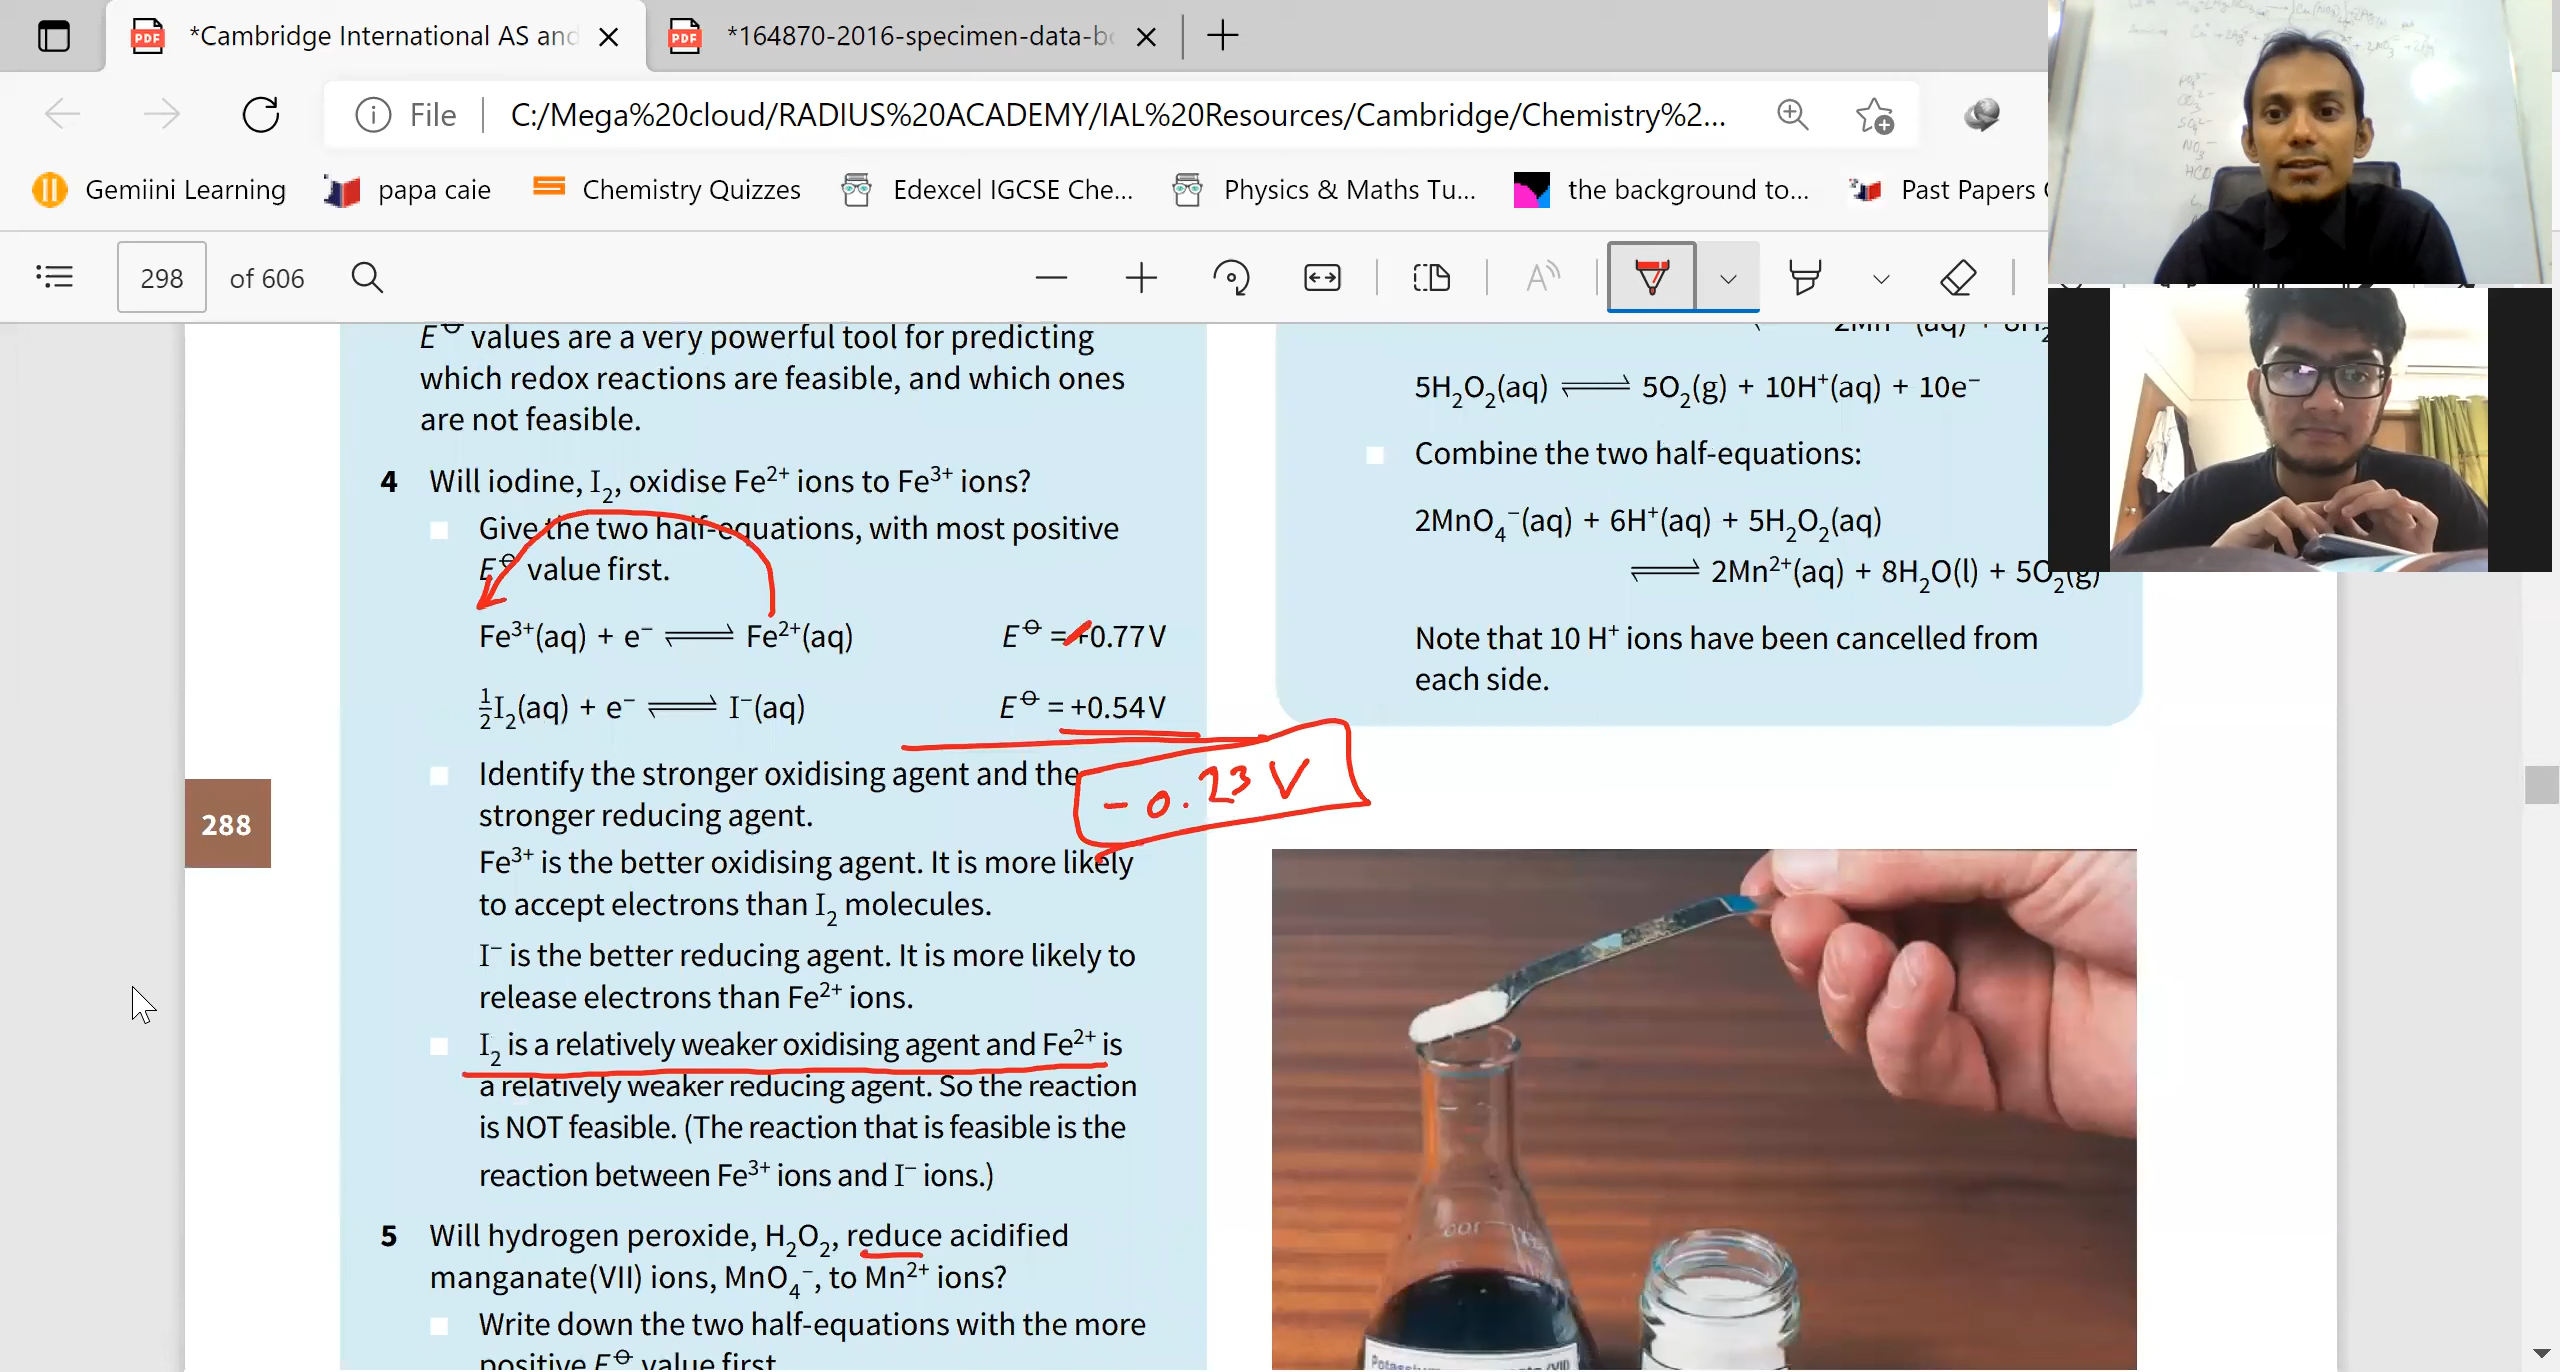 *Cambridge International AS and
*164870-2016-specimen-data-b
File
C:/Mega%20cloud/RADIUS%20ACADEMY/IAL%20Resources/Cambridge/Chemistry%2...
Gemiini Learning
papa caie
Chemistry Quizzes
Edexcel IGCSE Che...
Physics & Maths Tu...
the background to...
Past Papers
298 of 606
E⦵ values are a very powerful tool for predicting
which redox reactions are feasible, and which ones
are not feasible.
4 Will iodine, I₂, oxidise Fe²⁺ ions to Fe³⁺ ions?
Give the two half-equations, with most positive
E⦵ value first.
Fe³⁺(aq) + e⁻ ⇌ Fe²⁺(aq) E⦵ = +0.77 V
½I₂(aq) + e⁻ ⇌ I⁻(aq) E⦵ = +0.54 V
-0.23 V
Identify the stronger oxidising agent and the
stronger reducing agent.
Fe³⁺ is the better oxidising agent. It is more likely
to accept electrons than I₂ molecules.
I⁻ is the better reducing agent. It is more likely to
release electrons than Fe²⁺ ions.
I₂ is a relatively weaker oxidising agent and Fe²⁺ is
a relatively weaker reducing agent. So the reaction
is NOT feasible. (The reaction that is feasible is the
reaction between Fe³⁺ ions and I⁻ ions.)
5 Will hydrogen peroxide, H₂O₂, reduce acidified
manganate(VII) ions, MnO₄⁻, to Mn²⁺ ions?
Write down the two half-equations with the more
positive E⦵ value first.
288
5H₂O₂(aq) ⇌ 5O₂(g) + 10H⁺(aq) + 10e⁻
Combine the two half-equations:
2MnO₄⁻(aq) + 6H⁺(aq) + 5H₂O₂(aq)
⇌ 2Mn²⁺(aq) + 8H₂O(l) + 5O₂(g)
Note that 10 H⁺ ions have been cancelled from
each side.